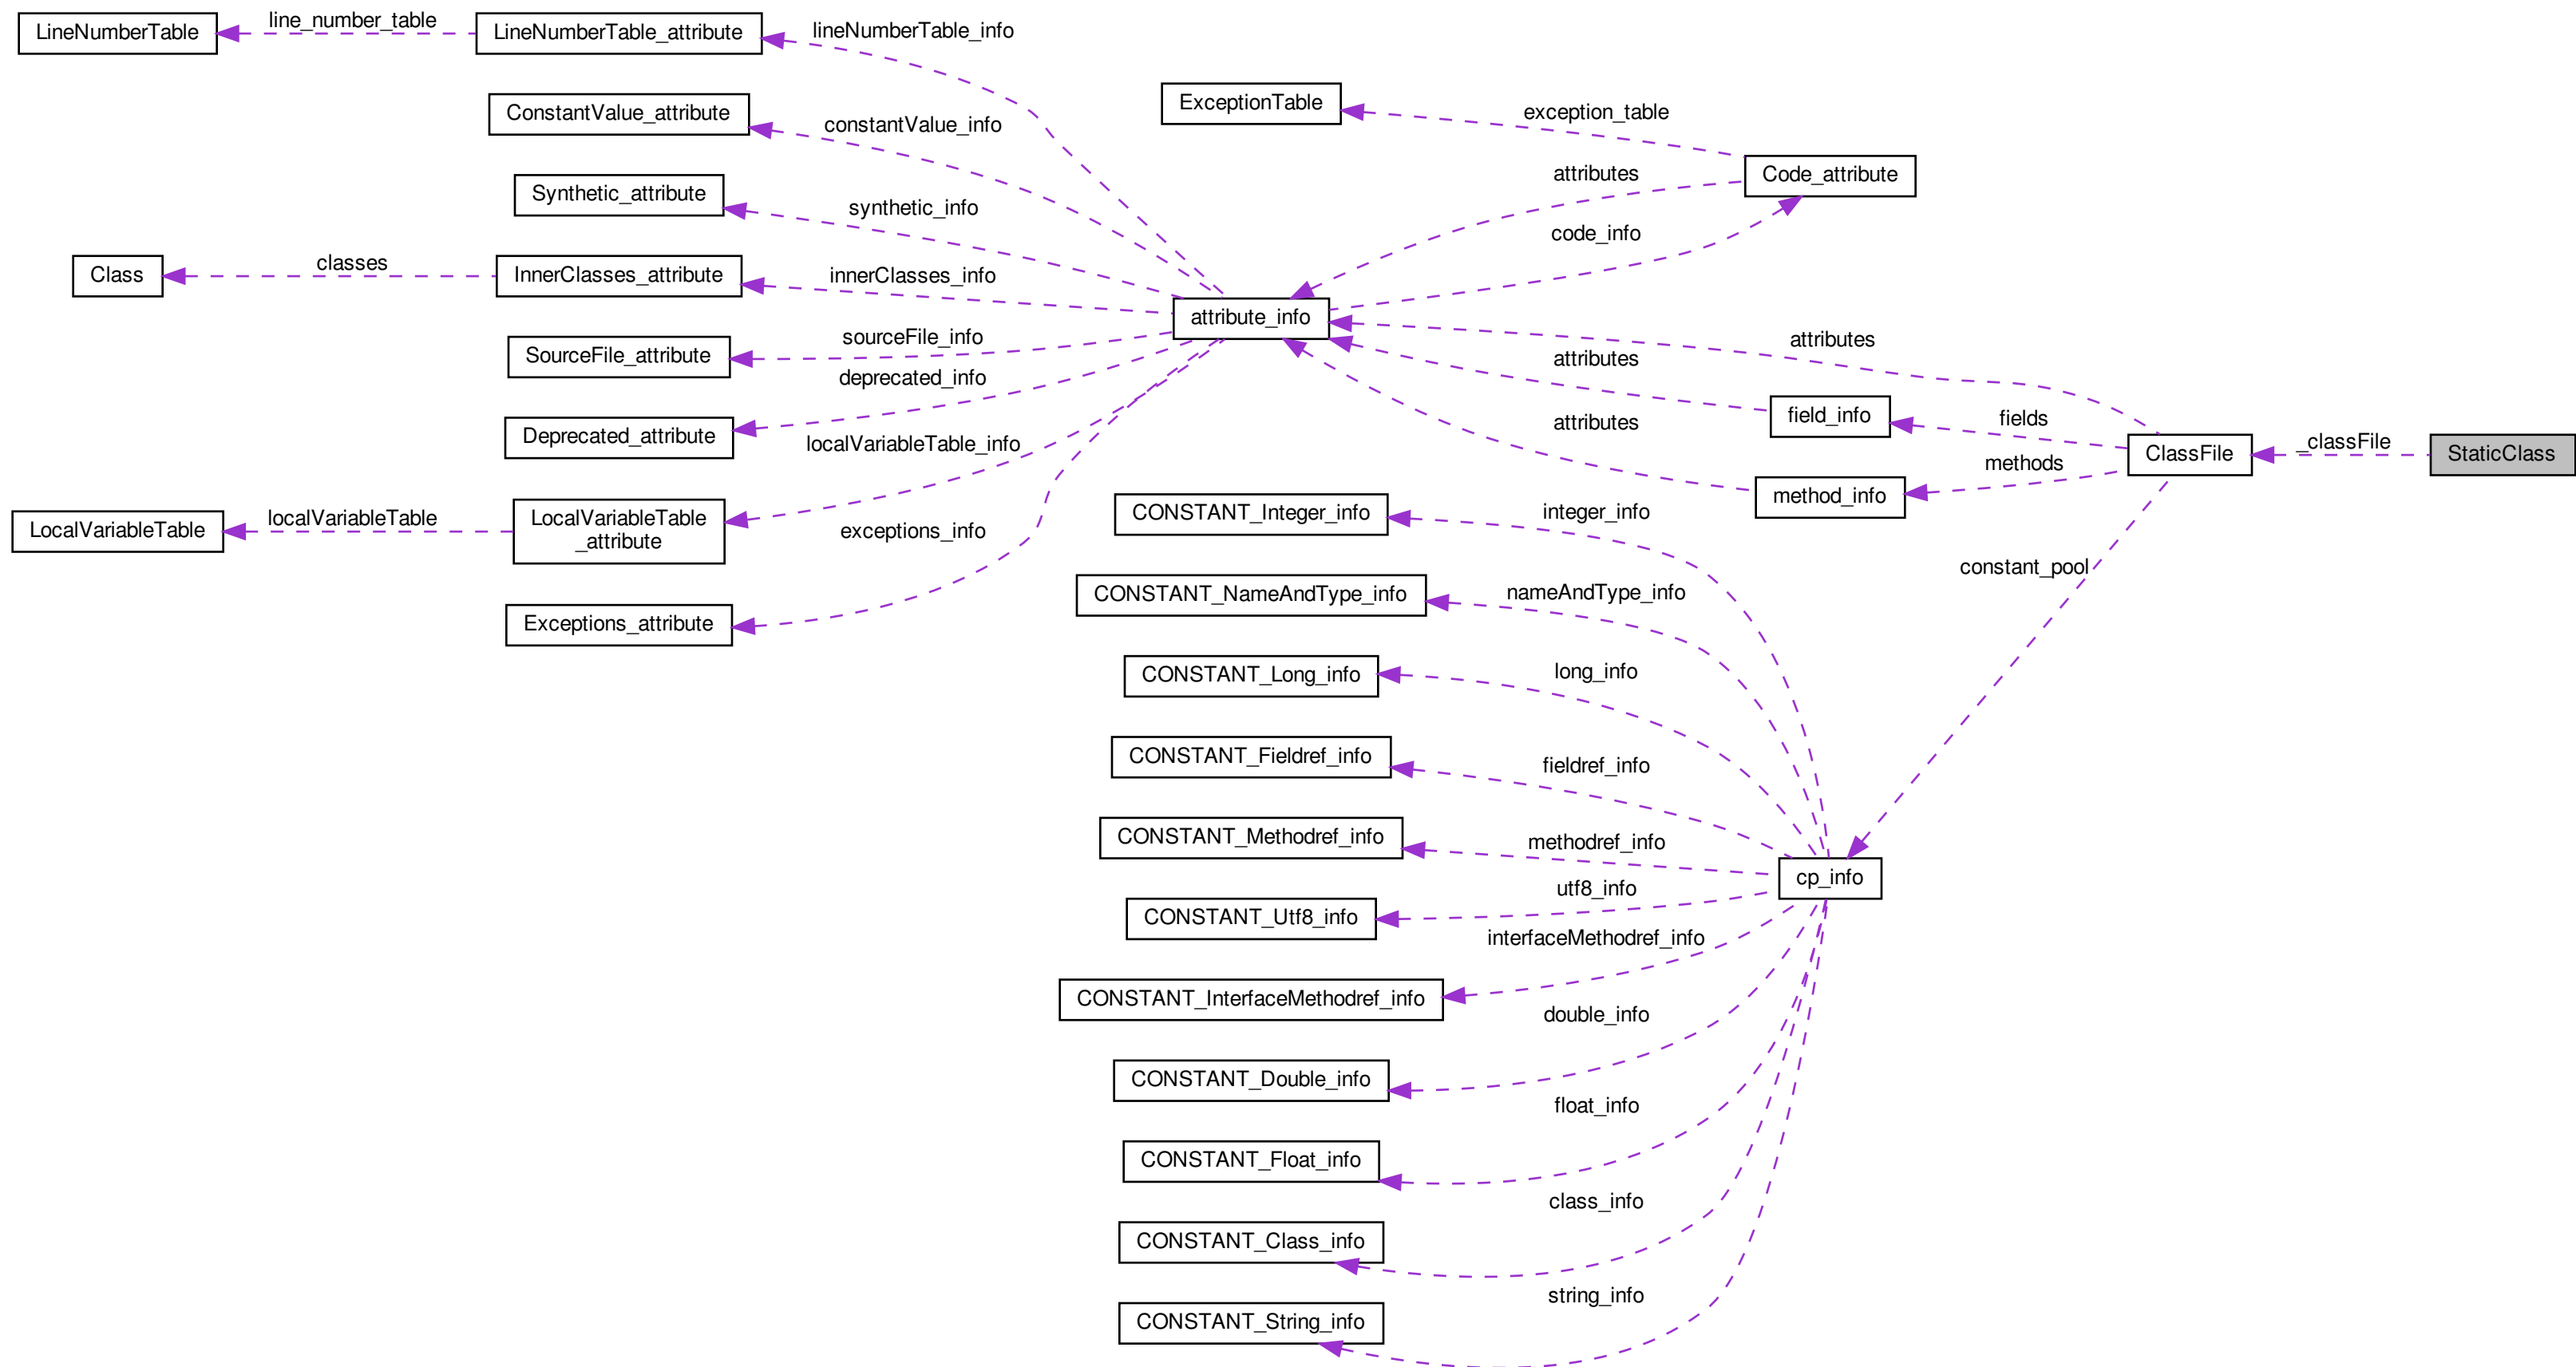 LineNumberTable
line_number_table
LineNumberTable_attribute
lineNumberTable_info
ConstantValue_attribute
constantValue_info
ExceptionTable
exception_table
Synthetic_attribute
synthetic_info
attributes
Code_attribute
code_info
Class
classes
InnerClasses_attribute
innerClasses_info
attribute_info
SourceFile_attribute
sourceFile_info
attributes
attributes
deprecated_info
Deprecated_attribute
attributes
field_info
fields
localVariableTable_info
methods
ClassFile
_classFile
StaticClass
method_info
LocalVariableTable
localVariableTable
LocalVariableTable
_attribute
exceptions_info
CONSTANT_Integer_info
integer_info
constant_pool
Exceptions_attribute
CONSTANT_NameAndType_info
nameAndType_info
CONSTANT_Long_info
long_info
CONSTANT_Fieldref_info
fieldref_info
CONSTANT_Methodref_info
methodref_info
cp_info
CONSTANT_Utf8_info
utf8_info
interfaceMethodref_info
CONSTANT_InterfaceMethodref_info
double_info
CONSTANT_Double_info
float_info
CONSTANT_Float_info
class_info
CONSTANT_Class_info
string_info
CONSTANT_String_info